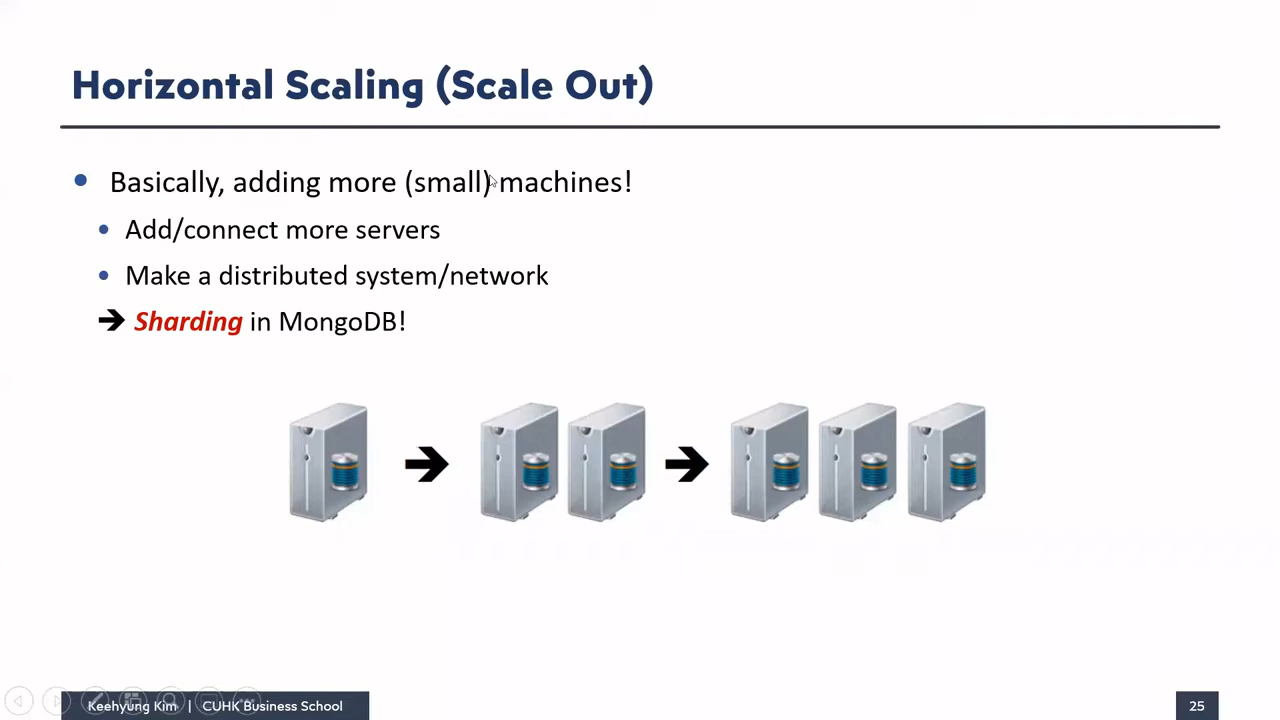 Horizontal Scaling (Scale Out)
Basically, adding more (small) machines!
Add/connect more servers
Make a distributed system/network
➔ Sharding in MongoDB!
Keehyung Kim | CUHK Business School
25